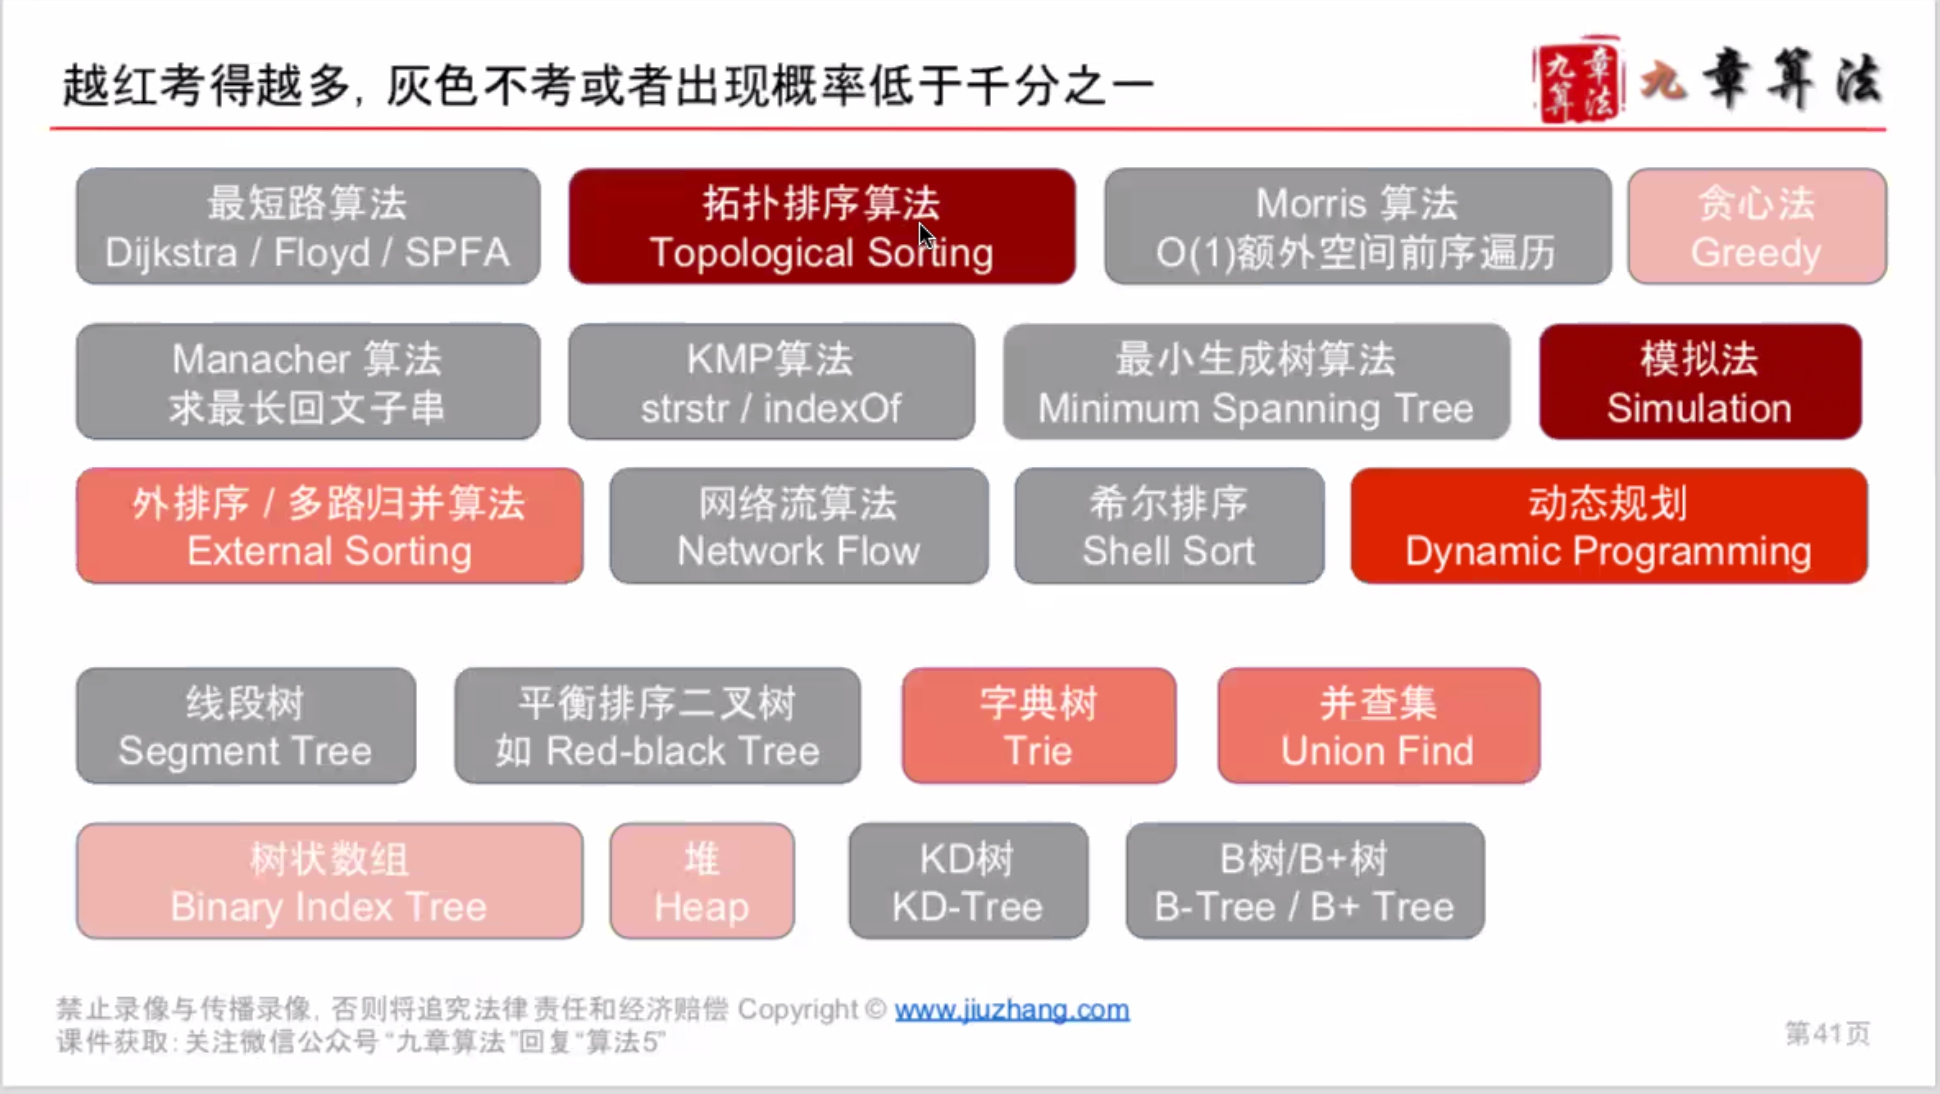 越红考得越多, 灰色不考或者出现概率低于千分之一
九章
算法
九章算法
最短路算法
Dijkstra / Floyd / SPFA
拓扑排序算法
Topological Sorting
Morris 算法
O(1)额外空间前序遍历
贪心法
Greedy
Manacher 算法
求最长回文子串
KMP算法
strstr / indexOf
最小生成树算法
Minimum Spanning Tree
模拟法
Simulation
外排序 / 多路归并算法
External Sorting
网络流算法
Network Flow
希尔排序
Shell Sort
动态规划
Dynamic Programming
线段树
Segment Tree
平衡排序二叉树
如 Red-black Tree
字典树
Trie
并查集
Union Find
树状数组
Binary Index Tree
堆
Heap
KD树
KD-Tree
B树/B+树
B-Tree / B+ Tree
禁止录像与传播录像, 否则将追究法律责任和经济赔偿 Copyright © www.jiuzhang.com
课件获取: 关注微信公众号 “九章算法”回复“算法5”
第41页